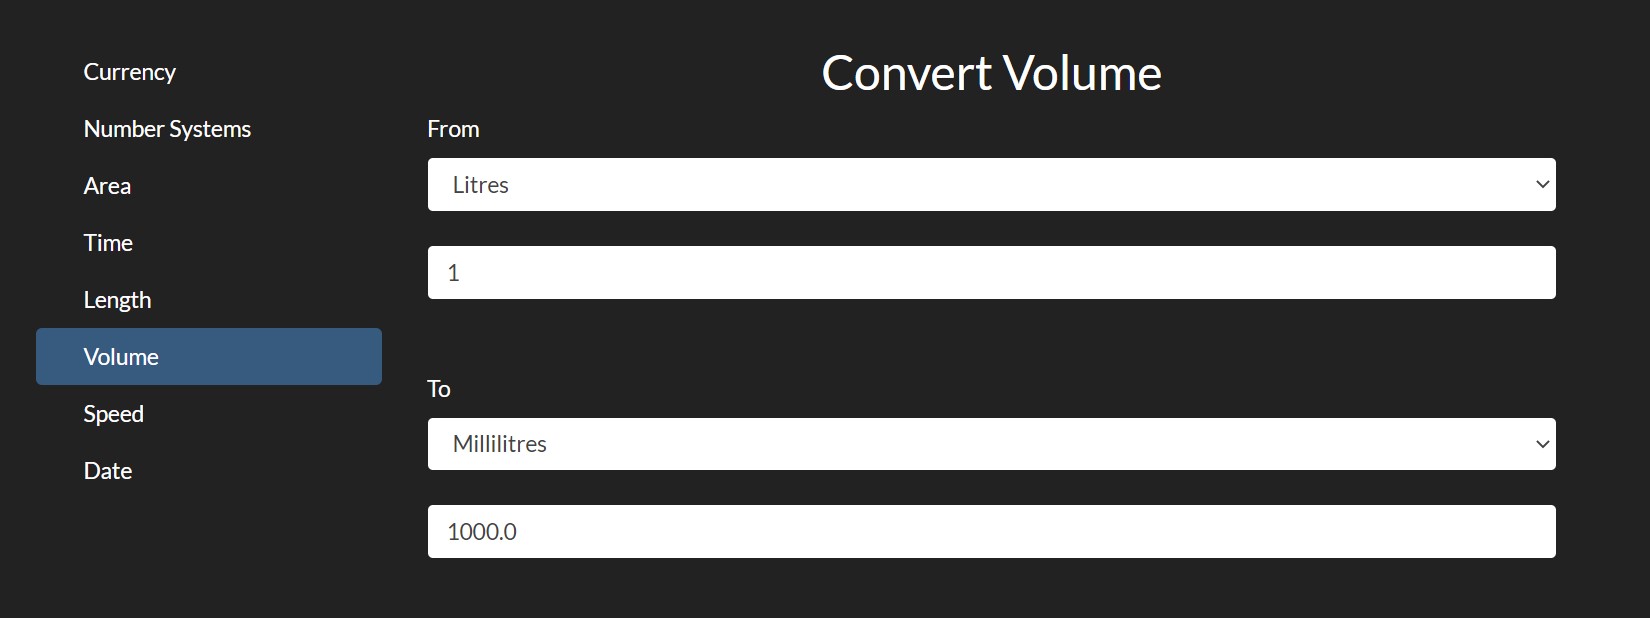 Currency
Number Systems
Area
Time
Length
Volume
Speed
Date
Convert Volume
From
Litres
1
To
Millilitres
1000.0